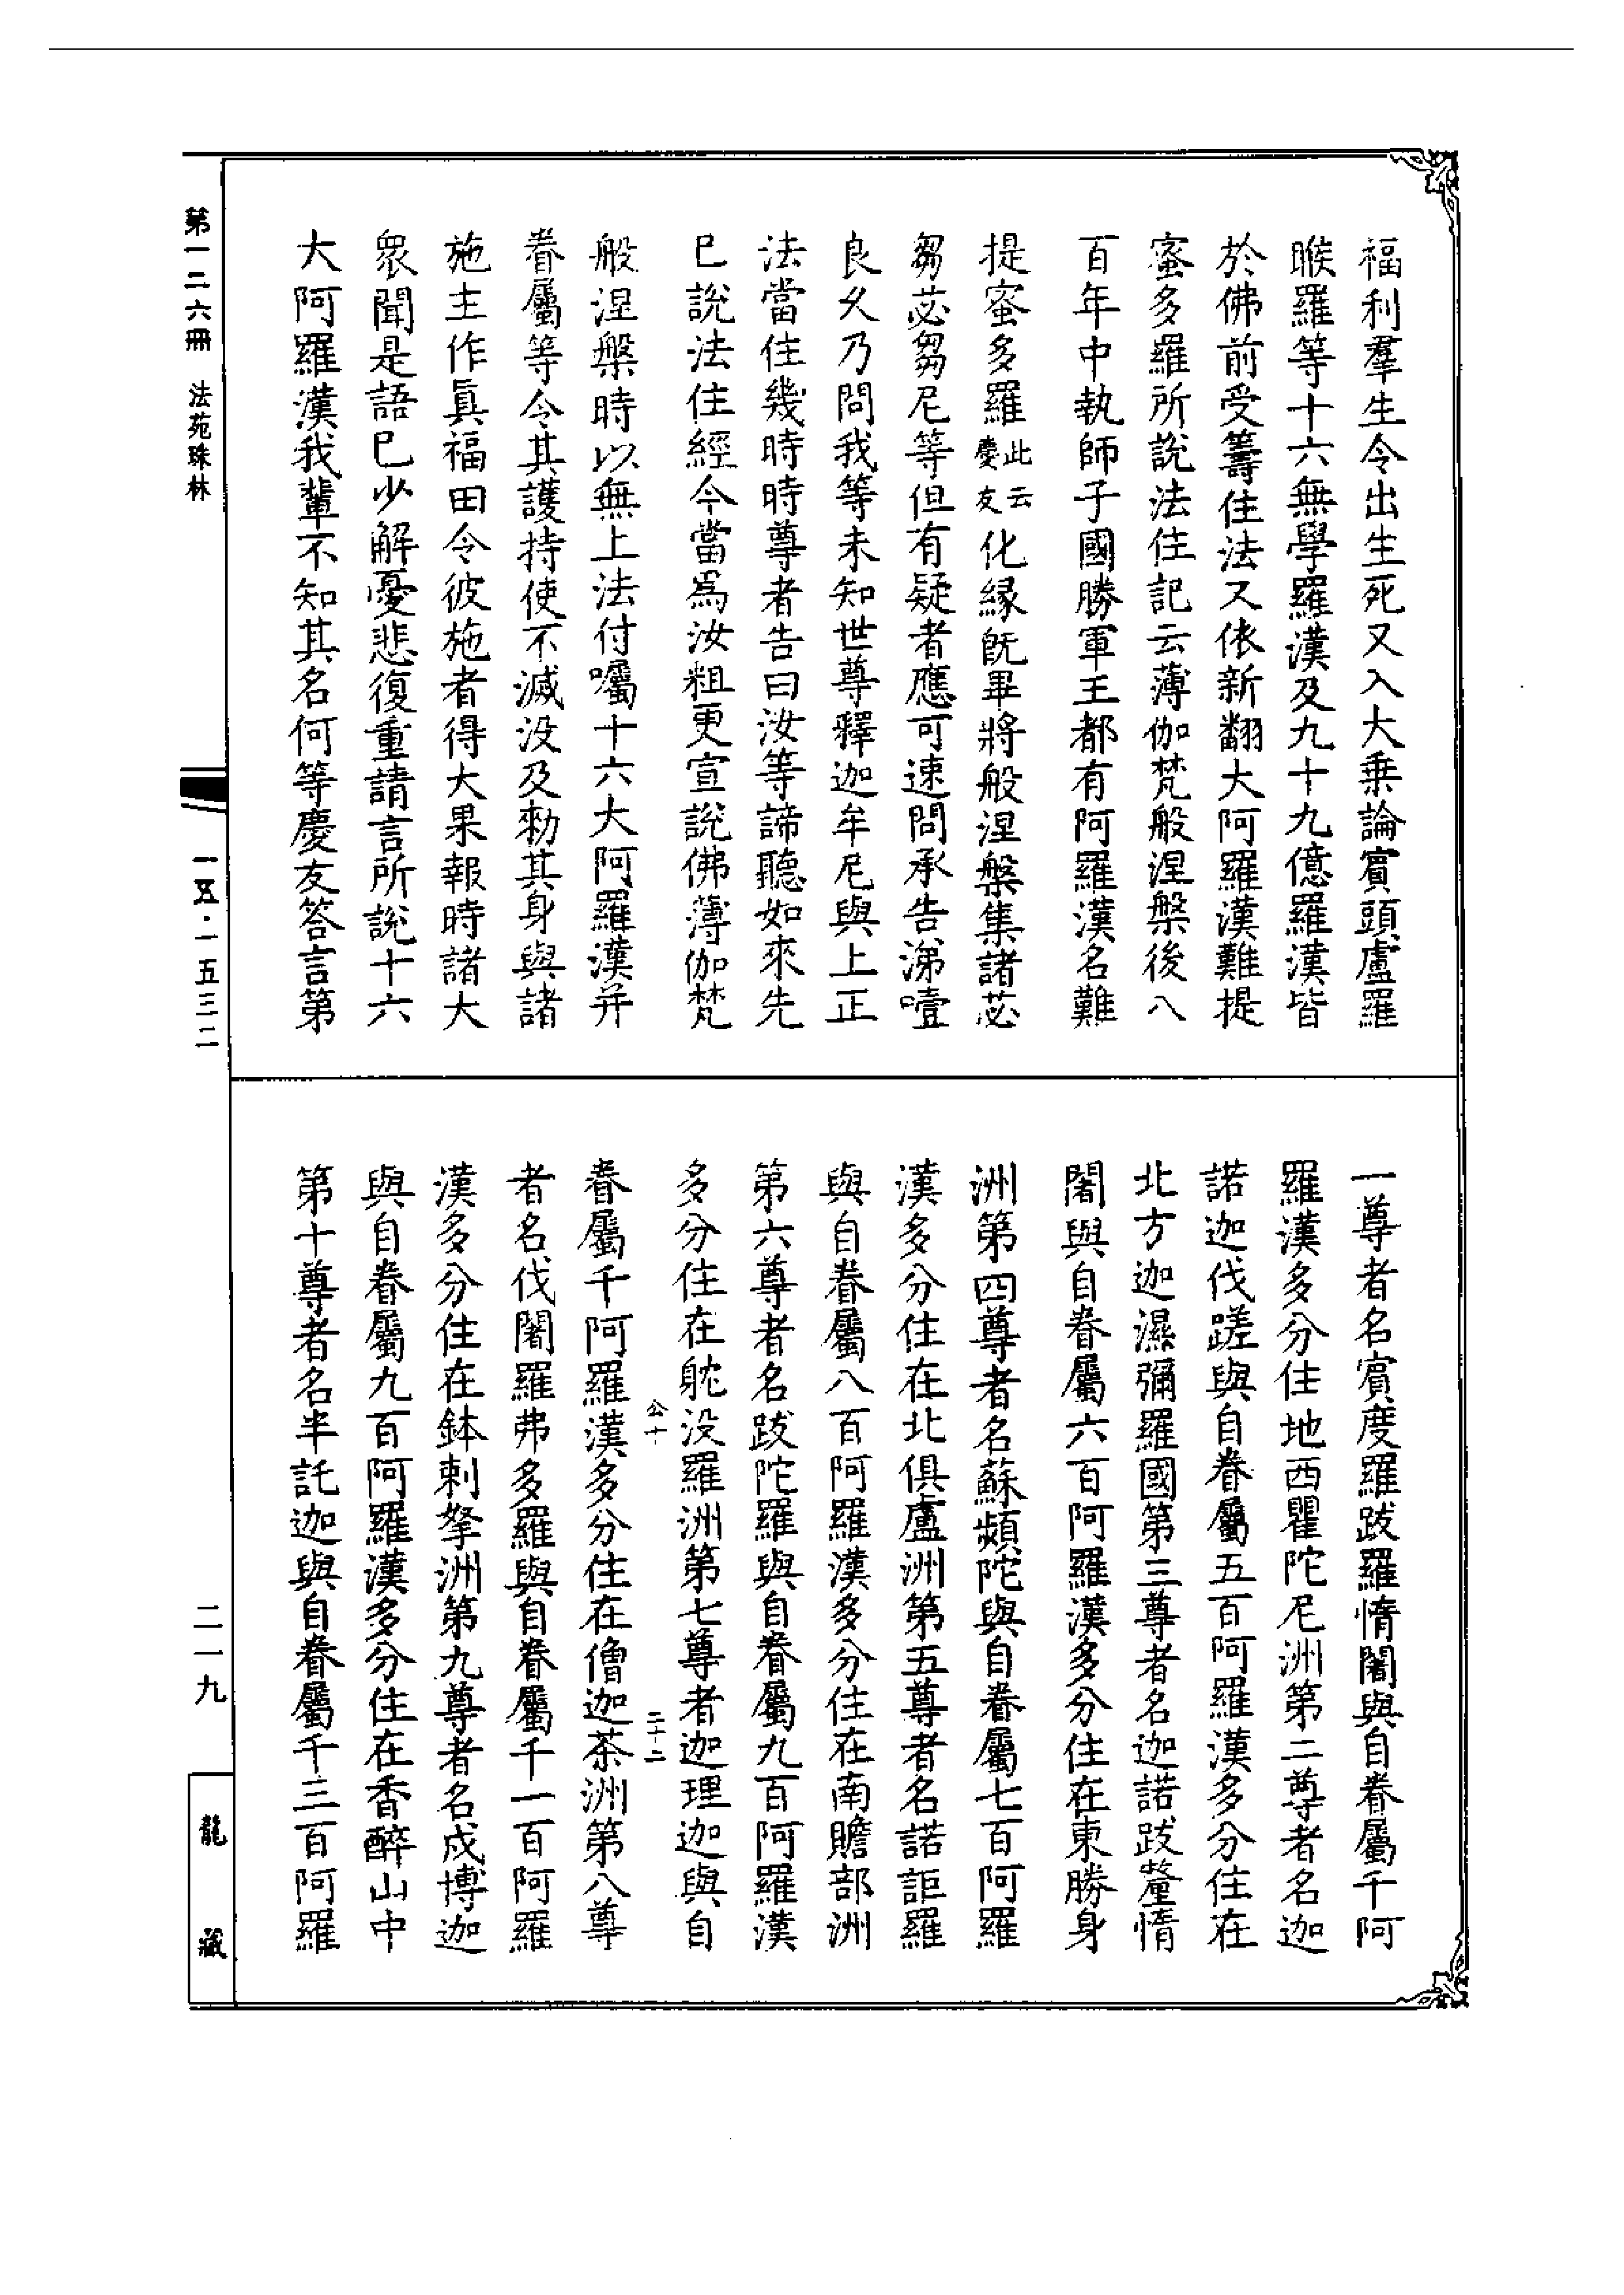 福利羣生令出生死又入大乗論賓頭盧羅
睺羅等十六無學羅漢及九十九億羅漢皆
於佛前受籌住法又依新翻大阿羅漢難提
蜜多羅所說法住記云薄伽梵般涅槃後八
百年中執師子國勝軍王都有阿羅漢名難
提蜜多羅此云慶友化縁旣畢將般涅槃集諸苾
芻苾芻尼等但有疑者應可速問承告涕噎
良久乃問我等未知世尊釋迦牟尼與上正
法當住幾時時尊者告曰汝等諦聽如來先
已說法住經今當爲汝粗更宣說佛薄伽梵
般涅槃時以無上法付囑十六大阿羅漢并
眷屬等令其護持使不滅没及勑其身與諸
施主作眞福田令彼施者得大果報時諸大
衆聞是語已少解憂悲復重請言所說十六
大阿羅漢我輩不知其名何等慶友答言第
一尊者名賓度羅跋羅惰闍與自眷屬千阿
羅漢多分住地西瞿陀尼洲第二尊者名迦
諾迦伐蹉與自眷屬五百阿羅漢多分住在
北方迦濕彌羅國第三尊者名迦諾跋釐惰
闍與自眷屬六百阿羅漢多分住在東勝身
洲第四尊者名蘇頻陀與自眷屬七百阿羅
漢多分住在北俱盧洲第五尊者名諾詎羅
與自眷屬八百阿羅漢多分住在南贍部洲
第六尊者名跋陀羅與自眷屬九百阿羅漢
多分住在躭没羅洲第七尊者迦理迦與自
公十 二十二
眷屬千阿羅漢多分住在僧迦茶洲第八尊
者名伐闍羅弗多羅與自眷屬千一百阿羅
漢多分住在鉢剌拏洲第九尊者名戍博迦
與自眷屬九百阿羅漢多分住在香醉山中
第十尊者名半託迦與自眷屬千三百阿羅
第一二六冊 法苑珠林
一五·一五三二
二一九
龍藏